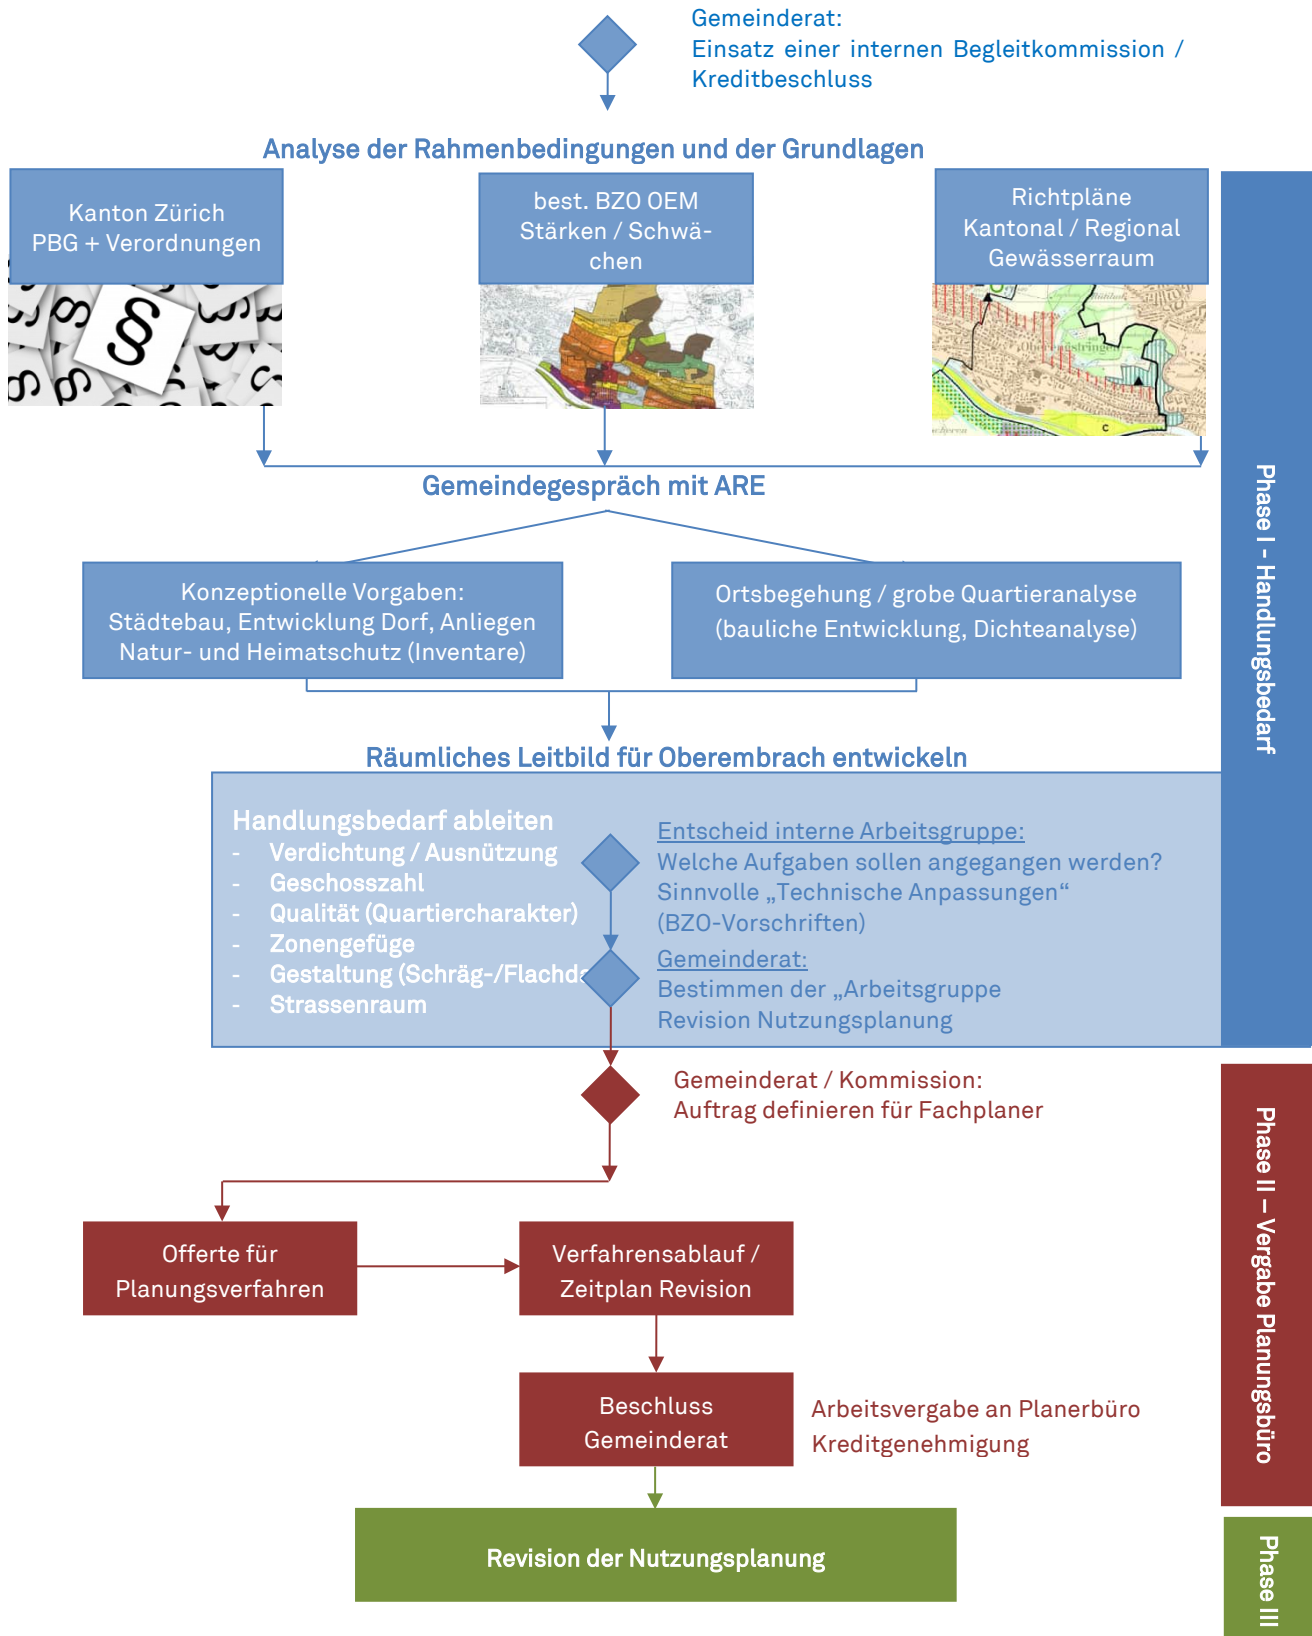 Gemeinderat:
Einsatz einer internen Begleitkommission /
Kreditbeschluss
Analyse der Rahmenbedingungen und der Grundlagen
Kanton Zürich
PBG + Verordnungen
best. BZO OEM
Stärken / Schwä-
chen
Richtpläne
Kantonal / Regional
Gewässerraum
§
Oberengstringen
C
Gemeindegespräch mit ARE
Konzeptionelle Vorgaben:
Städtebau, Entwicklung Dorf, Anliegen
Natur- und Heimatschutz (Inventare)
Ortsbegehung / grobe Quartieranalyse
(bauliche Entwicklung, Dichteanalyse)
Räumliches Leitbild für Oberembrach entwickeln
Handlungsbedarf ableiten
- Verdichtung / Ausnützung
- Geschosszahl
- Qualität (Quartiercharakter)
- Zonengefüge
- Gestaltung (Schräg-/Flachda
- Strassenraum
Entscheid interne Arbeitsgruppe:
Welche Aufgaben sollen angegangen werden?
Sinnvolle „Technische Anpassungen“
(BZO-Vorschriften)
Gemeinderat:
Bestimmen der „Arbeitsgruppe
Revision Nutzungsplanung
Phase I - Handlungsbedarf
Gemeinderat / Kommission:
Auftrag definieren für Fachplaner
Offerte für
Planungsverfahren
Verfahrensablauf /
Zeitplan Revision
Beschluss
Gemeinderat
Arbeitsvergabe an Planerbüro
Kreditgenehmigung
Phase II – Vergabe Planungsbüro
Revision der Nutzungsplanung
Phase III